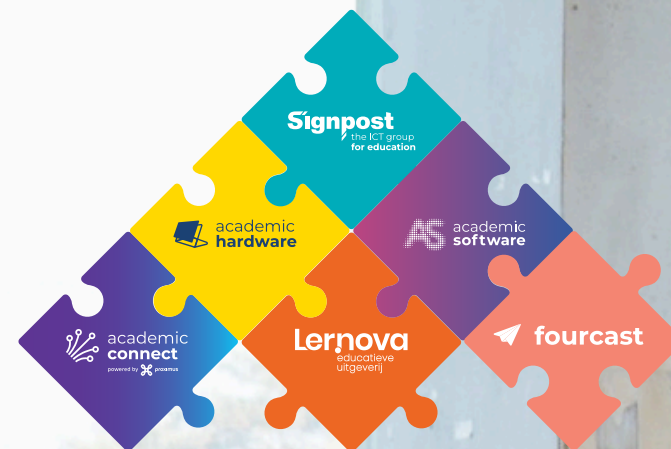 Signpost
the ICT group
for education
academic
hardware
AS academic
software
academic
connect
powered by proximus
Lernova
educatieve
uitgeverij
fourcast